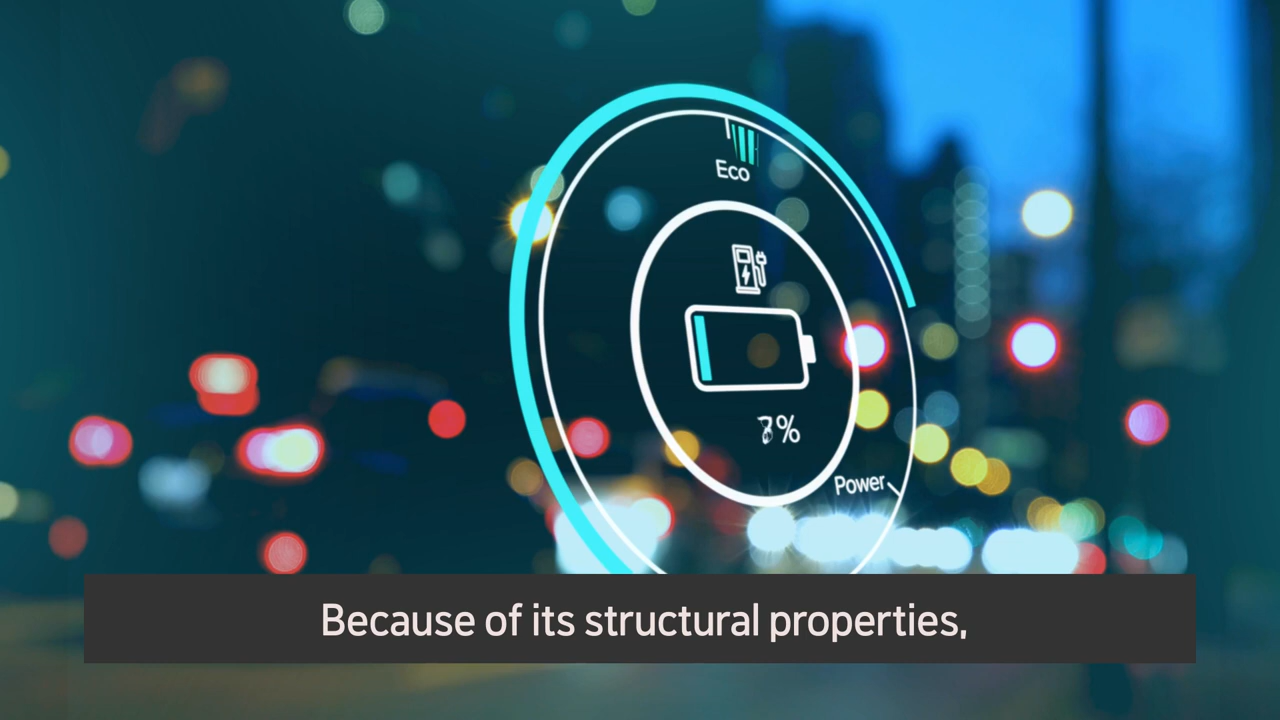 Eco
%
Power
Because of its structural properties,